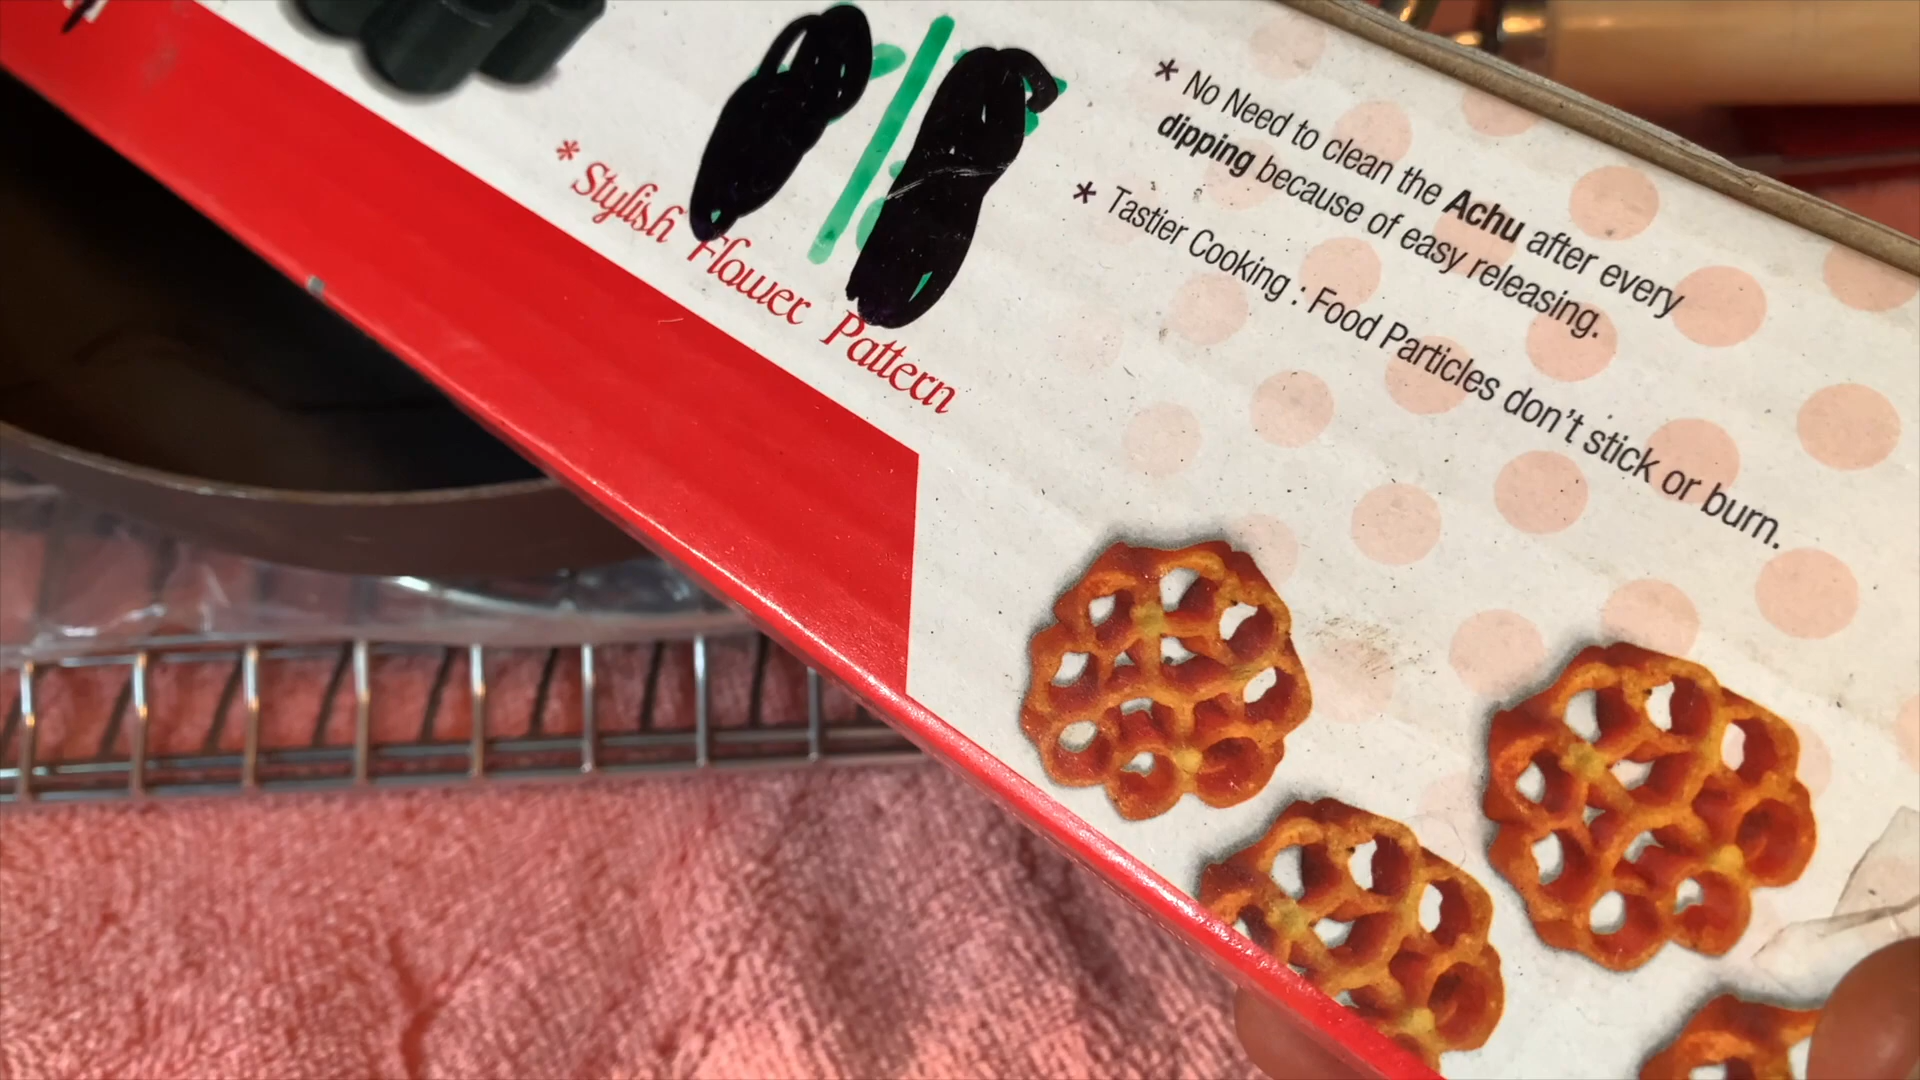 * Stylish Flower Pattern
* No Need to clean the Achu after every
dipping because of easy releasing.
* Tastier Cooking : Food Particles don't stick or burn.